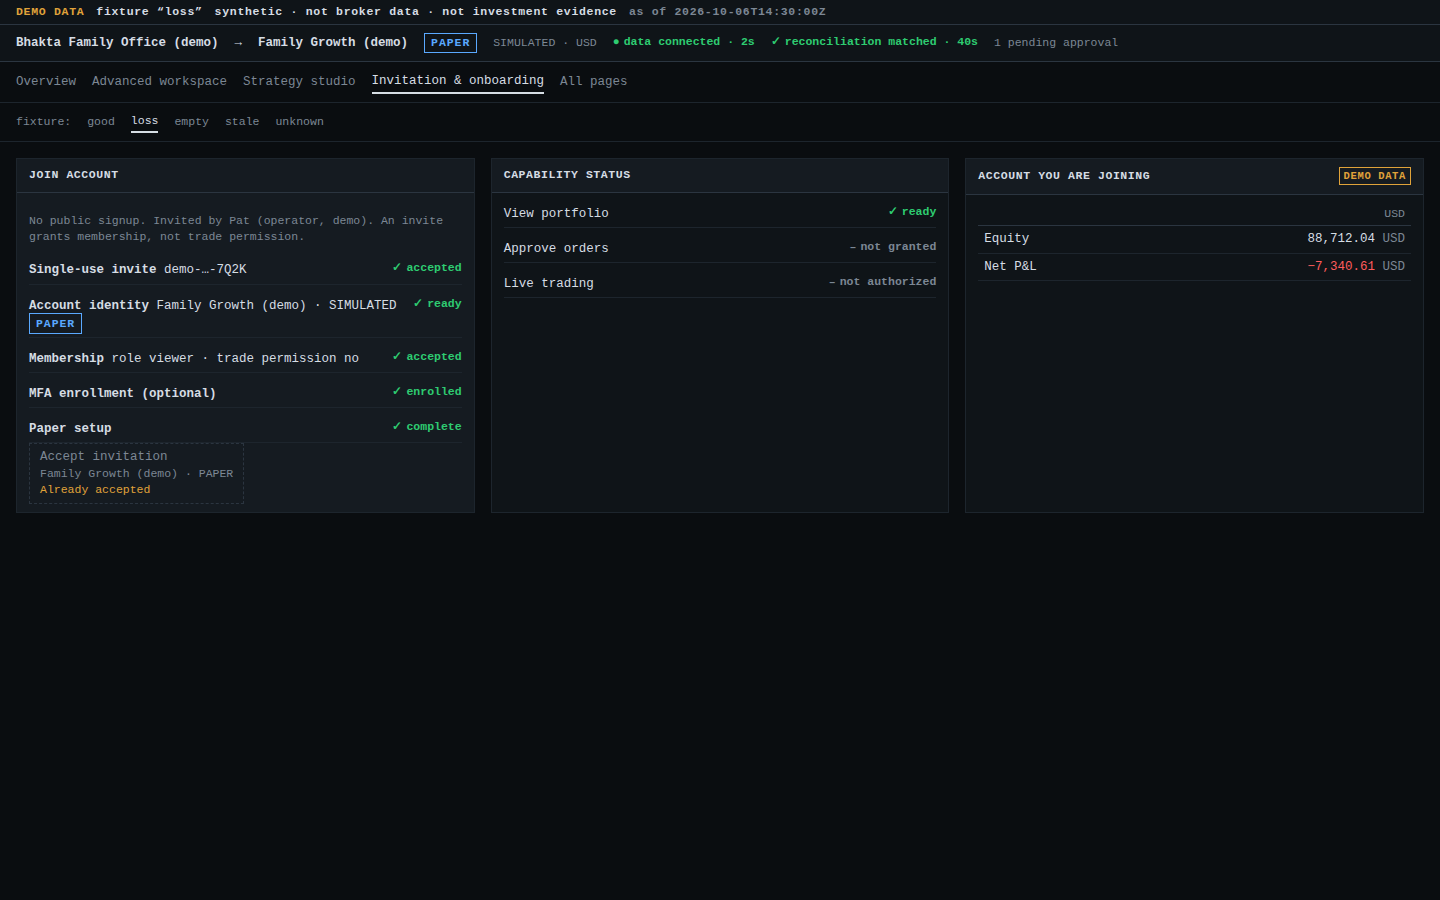 DEMO DATA fixture “loss” synthetic · not broker data · not investment evidence as of 2026-10-06T14:30:00Z
Bhakta Family Office (demo) → Family Growth (demo) PAPER SIMULATED · USD ● data connected · 2s ✓ reconciliation matched · 40s 1 pending approval
Overview Advanced workspace Strategy studio Invitation & onboarding All pages
fixture: good loss empty stale unknown
JOIN ACCOUNT
No public signup. Invited by Pat (operator, demo). An invite
grants membership, not trade permission.
Single-use invite demo-…-7Q2K ✓ accepted
Account identity Family Growth (demo) · SIMULATED ✓ ready
PAPER
Membership role viewer · trade permission no ✓ accepted
MFA enrollment (optional) ✓ enrolled
Paper setup ✓ complete
Accept invitation
Family Growth (demo) · PAPER
Already accepted
CAPABILITY STATUS
View portfolio ✓ ready
Approve orders – not granted
Live trading – not authorized
ACCOUNT YOU ARE JOINING DEMO DATA
USD
Equity 88,712.04 USD
Net P&L −7,340.61 USD